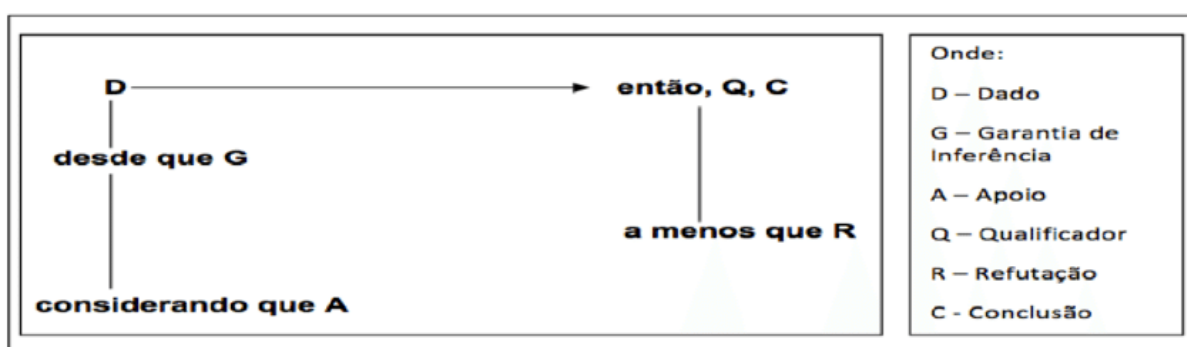 D
então, Q, C
desde que G
a menos que R
considerando que A
Onde:
D – Dado
G – Garantia de
Inferência
A – Apoio
Q – Qualificador
R – Refutação
C - Conclusão